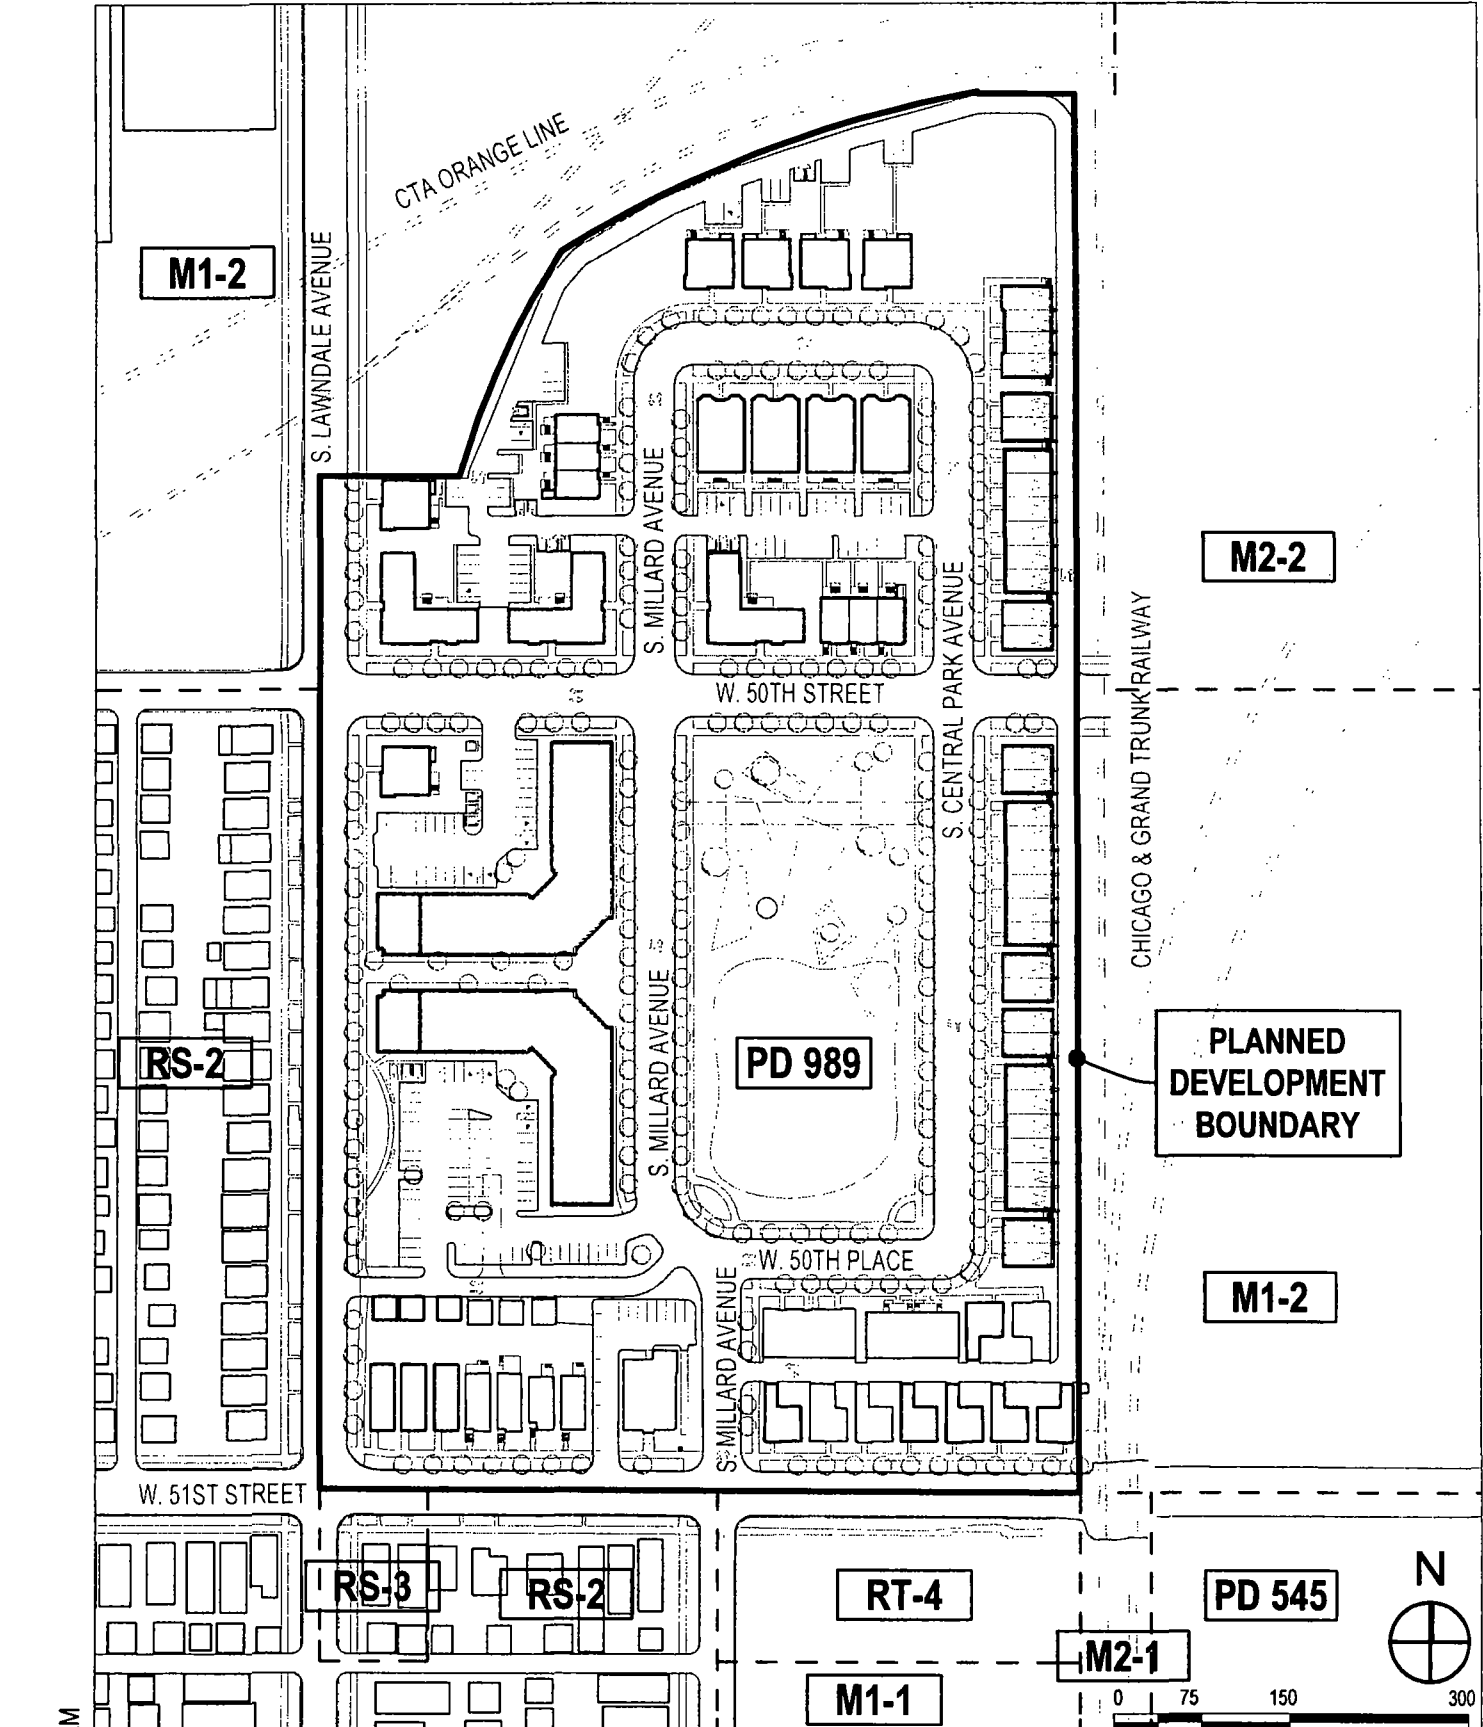 CTA ORANGE LINE
M1-2
S. LAWNDALE AVENUE
S. MILLARD AVENUE
M2-2
S. CENTRAL PARK AVENUE
W. 50TH STREET
CHICAGO & GRAND TRUNK RAILWAY
S. MILLARD AVENUE
RS-2
PD 989
PLANNED
DEVELOPMENT
BOUNDARY
W. 50TH PLACE
M1-2
S. MILLARD AVENUE
W. 51ST STREET
RS-3
RS-2
RT-4
PD 545
N
M2-1
M1-1
0 75 150 300